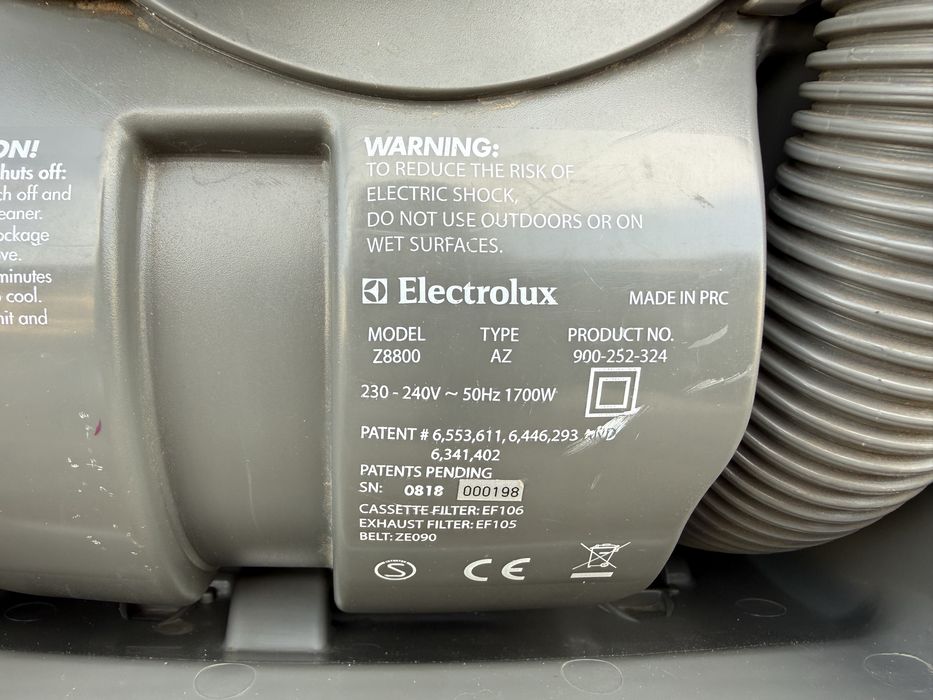 ON!
huts off:
ch off and
eaner.
ockage
ve.
minutes
cool.
nit and
WARNING:
TO REDUCE THE RISK OF
ELECTRIC SHOCK,
DO NOT USE OUTDOORS OR ON
WET SURFACES.
Electrolux MADE IN PRC
MODEL TYPE PRODUCT NO.
Z8800 AZ 900-252-324
230 - 240V ~ 50Hz 1700W
PATENT # 6,553,611, 6,446,293 AND
6,341,402
PATENTS PENDING
SN: 0818 000198
CASSETTE FILTER: EF106
EXHAUST FILTER: EF105
BELT: ZE090
S CE